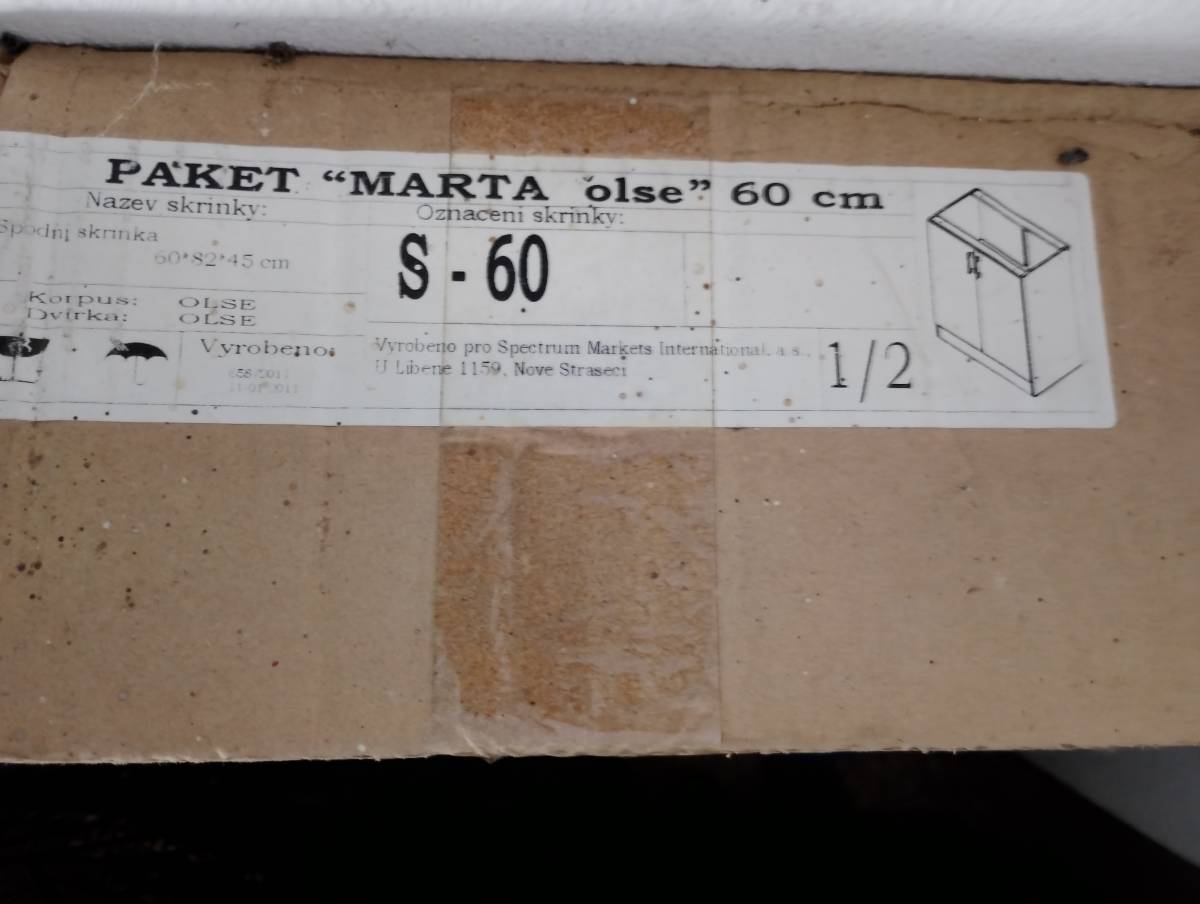 PAKET “MARTA olse” 60 cm
Nazev skrinky:
Oznaceni skrinky:
Spodni skrinka
60*82*45 cm
S - 60
Korpus: OLSE
Dvirka: OLSE
Vyrobeno:
Vyrobeno pro Spectrum Markets International, a.s.,
U Libene 1159, Nove Straseci
1/2